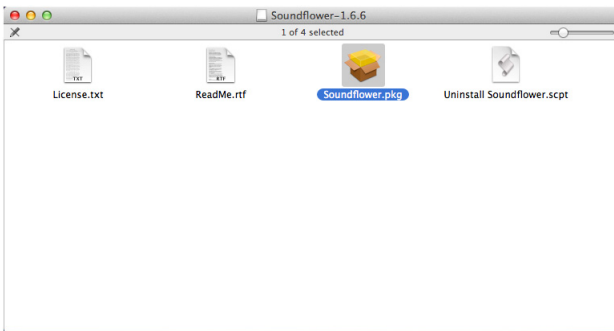 Soundflower-1.6.6
1 of 4 selected
TXT
RTF
License.txt
ReadMe.rtf
Soundflower.pkg
Uninstall Soundflower.scpt